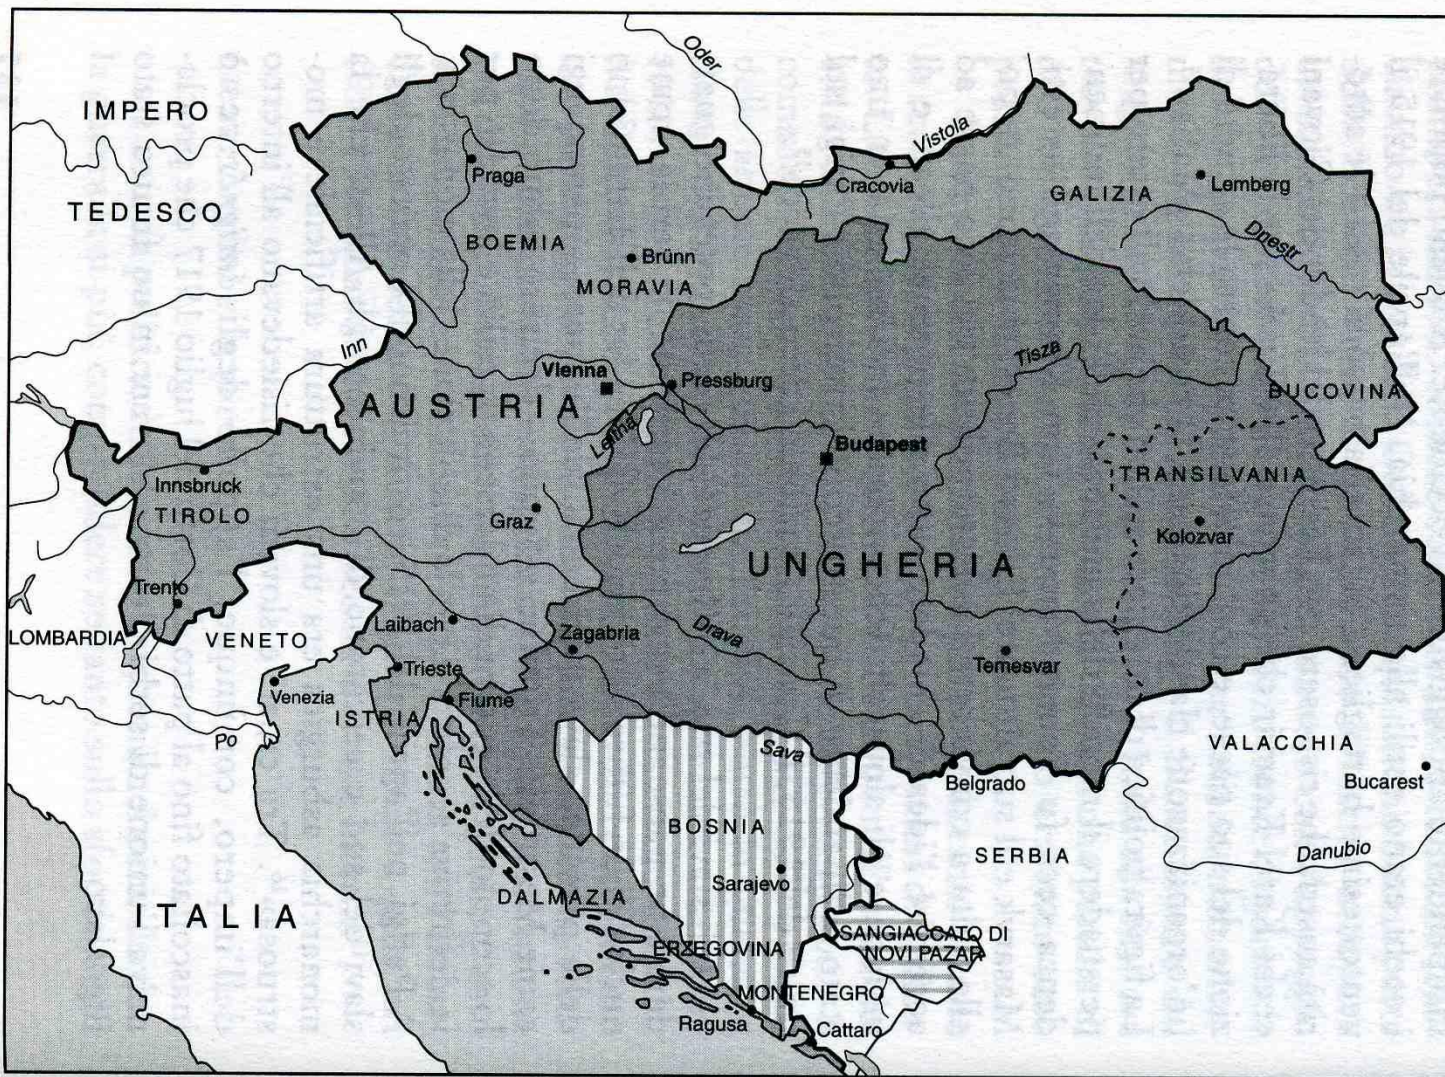 Oder
IMPERO
TEDESCO
Praga
BOEMIA
Brünn
MORAVIA
Cracovia
Vistola
GALIZIA
Lemberg
Dnestr
Inn
Vienna
Pressburg
AUSTRIA
Leitha
Tisza
BUCOVINA
Budapest
TRANSILVANIA
Innsbruck
TIROLO
Graz
Kolozvar
UNGHERIA
Trento
LOMBARDIA
VENETO
Laibach
Zagabria
Drava
Temesvar
Trieste
Venezia
Fiume
ISTRIA
Po
Sava
Belgrado
VALACCHIA
Bucarest
BOSNIA
SERBIA
Danubio
Sarajevo
DALMAZIA
ITALIA
SANGIACCATO DI
NOVI PAZAR
ERZEGOVINA
MONTENEGRO
Ragusa
Cattaro